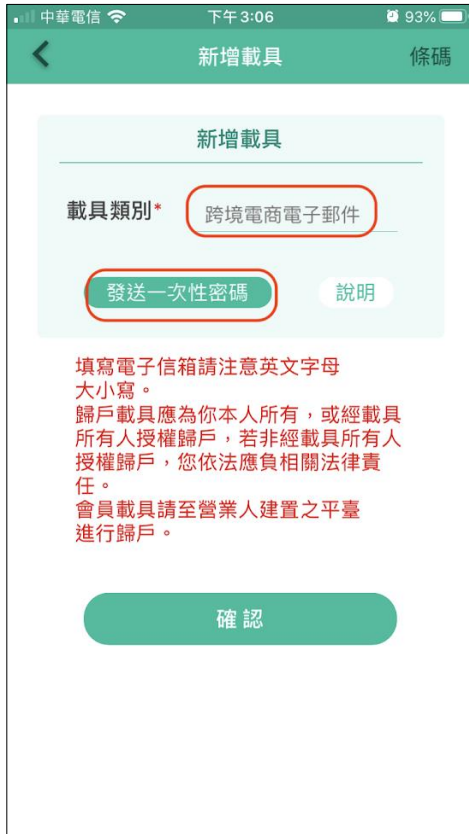 中華電信 下午3:06 93%
新增載具 條碼
新增載具
載具類別* 跨境電商電子郵件
發送一次性密碼 說明
填寫電子信箱請注意英文字母
大小寫。
歸戶載具應為你本人所有，或經載具
所有人授權歸戶，若非經載具所有人
授權歸戶，您依法應負相關法律責
任。
會員載具請至營業人建置之平臺
進行歸戶。
確認